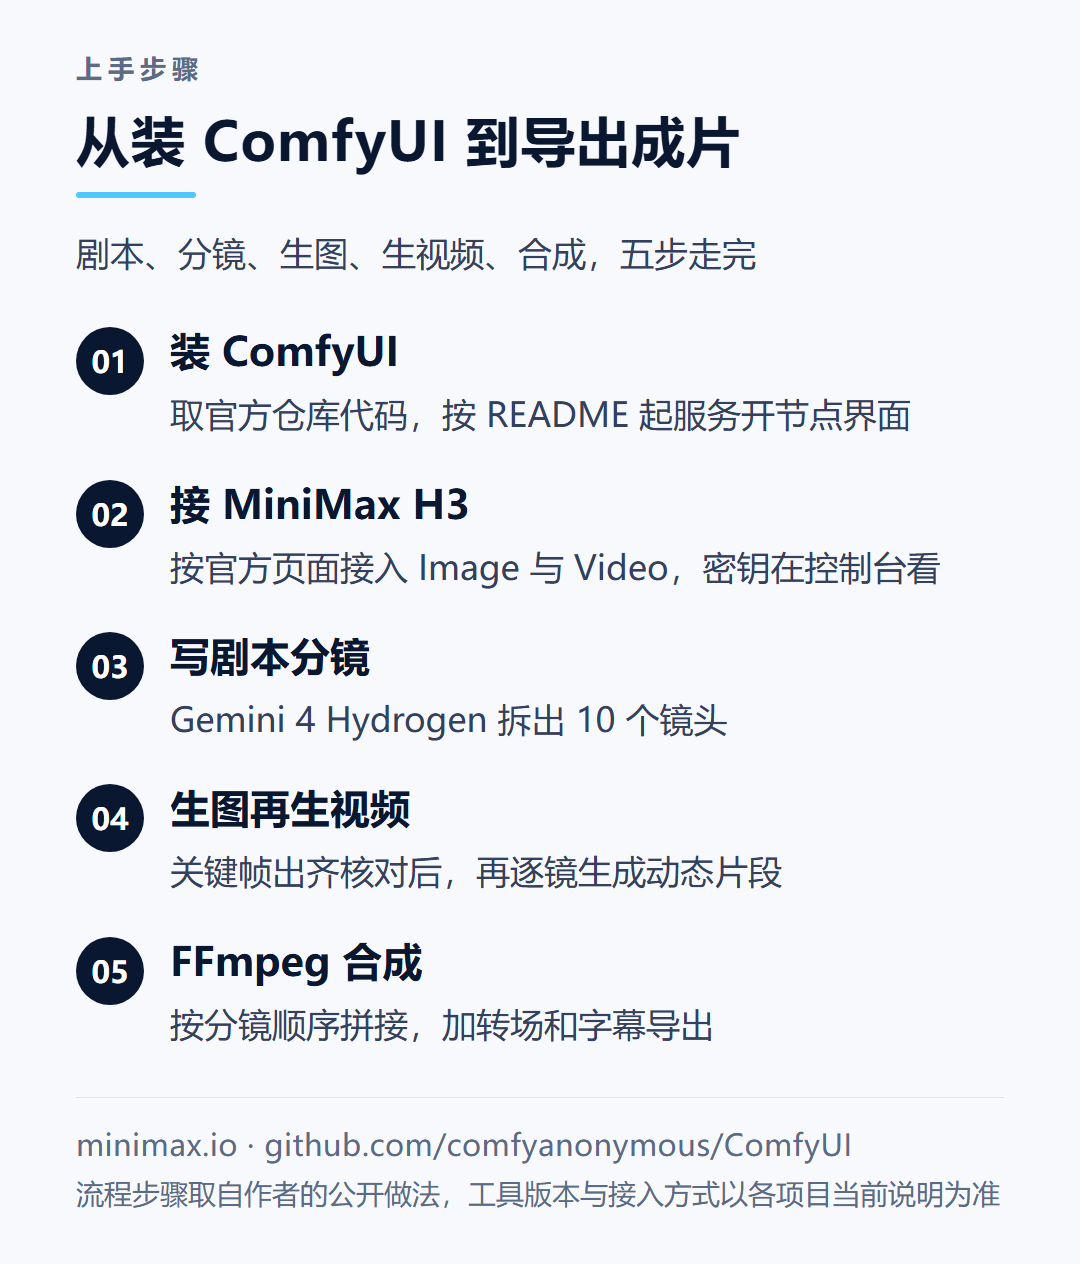 上手步骤
从装 ComfyUI 到导出成片
剧本、分镜、生图、生视频、合成，五步走完
01
装 ComfyUI
取官方仓库代码，按 README 起服务开节点界面
02
接 MiniMax H3
按官方页面接入 Image 与 Video，密钥在控制台看
03
写剧本分镜
Gemini 4 Hydrogen 拆出 10 个镜头
04
生图再生视频
关键帧出齐核对后，再逐镜生成动态片段
05
FFmpeg 合成
按分镜顺序拼接，加转场和字幕导出
minimax.io · github.com/comfyanonymous/ComfyUI
流程步骤取自作者的公开做法，工具版本与接入方式以各项目当前说明为准